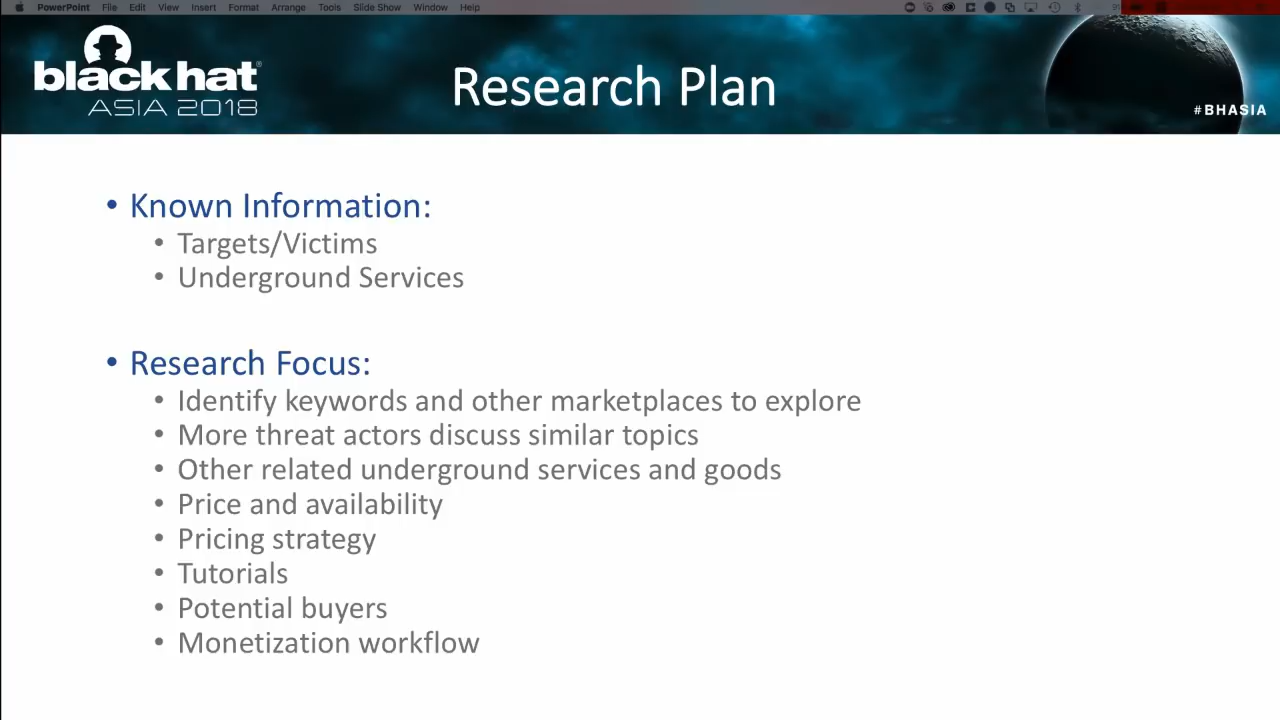 PowerPoint File Edit View Insert Format Arrange Tools Slide Show Window Help
black hat®
ASIA 2018
Research Plan
#BHASIA
• Known Information:
• Targets/Victims
• Underground Services
• Research Focus:
• Identify keywords and other marketplaces to explore
• More threat actors discuss similar topics
• Other related underground services and goods
• Price and availability
• Pricing strategy
• Tutorials
• Potential buyers
• Monetization workflow